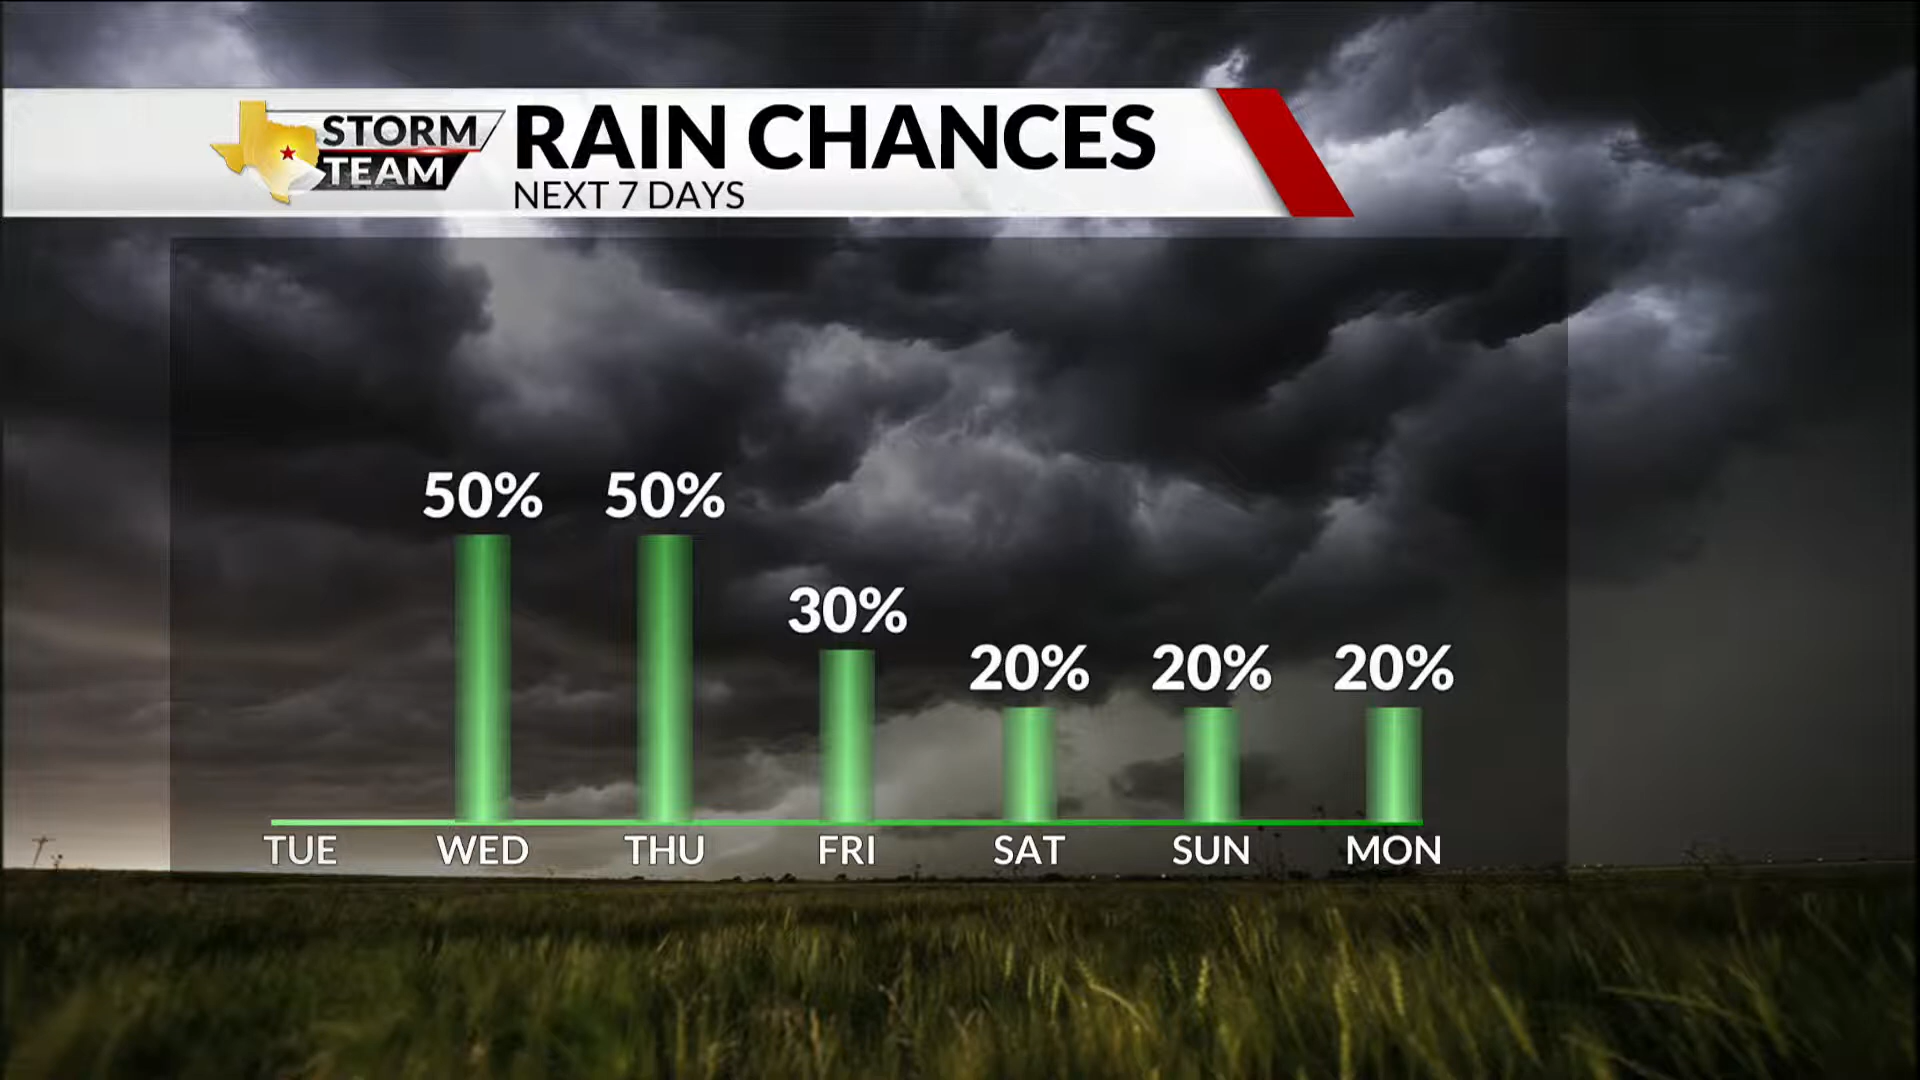 STORM
TEAM
RAIN CHANCES
NEXT 7 DAYS
50% 50%
30%
20% 20% 20%
TUE WED THU FRI SAT SUN MON